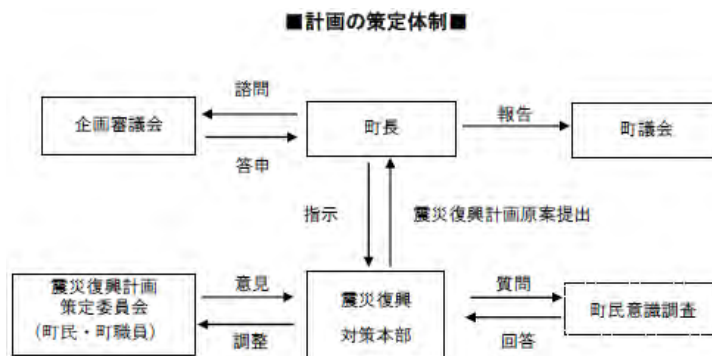 ■計画の策定体制■
諮問
企画審議会
町長
報告
町議会
答申
指示
震災復興計画原案提出
震災復興計画
策定委員会
(町民・町職員)
意見
調整
震災復興
対策本部
質問
回答
町民意識調査